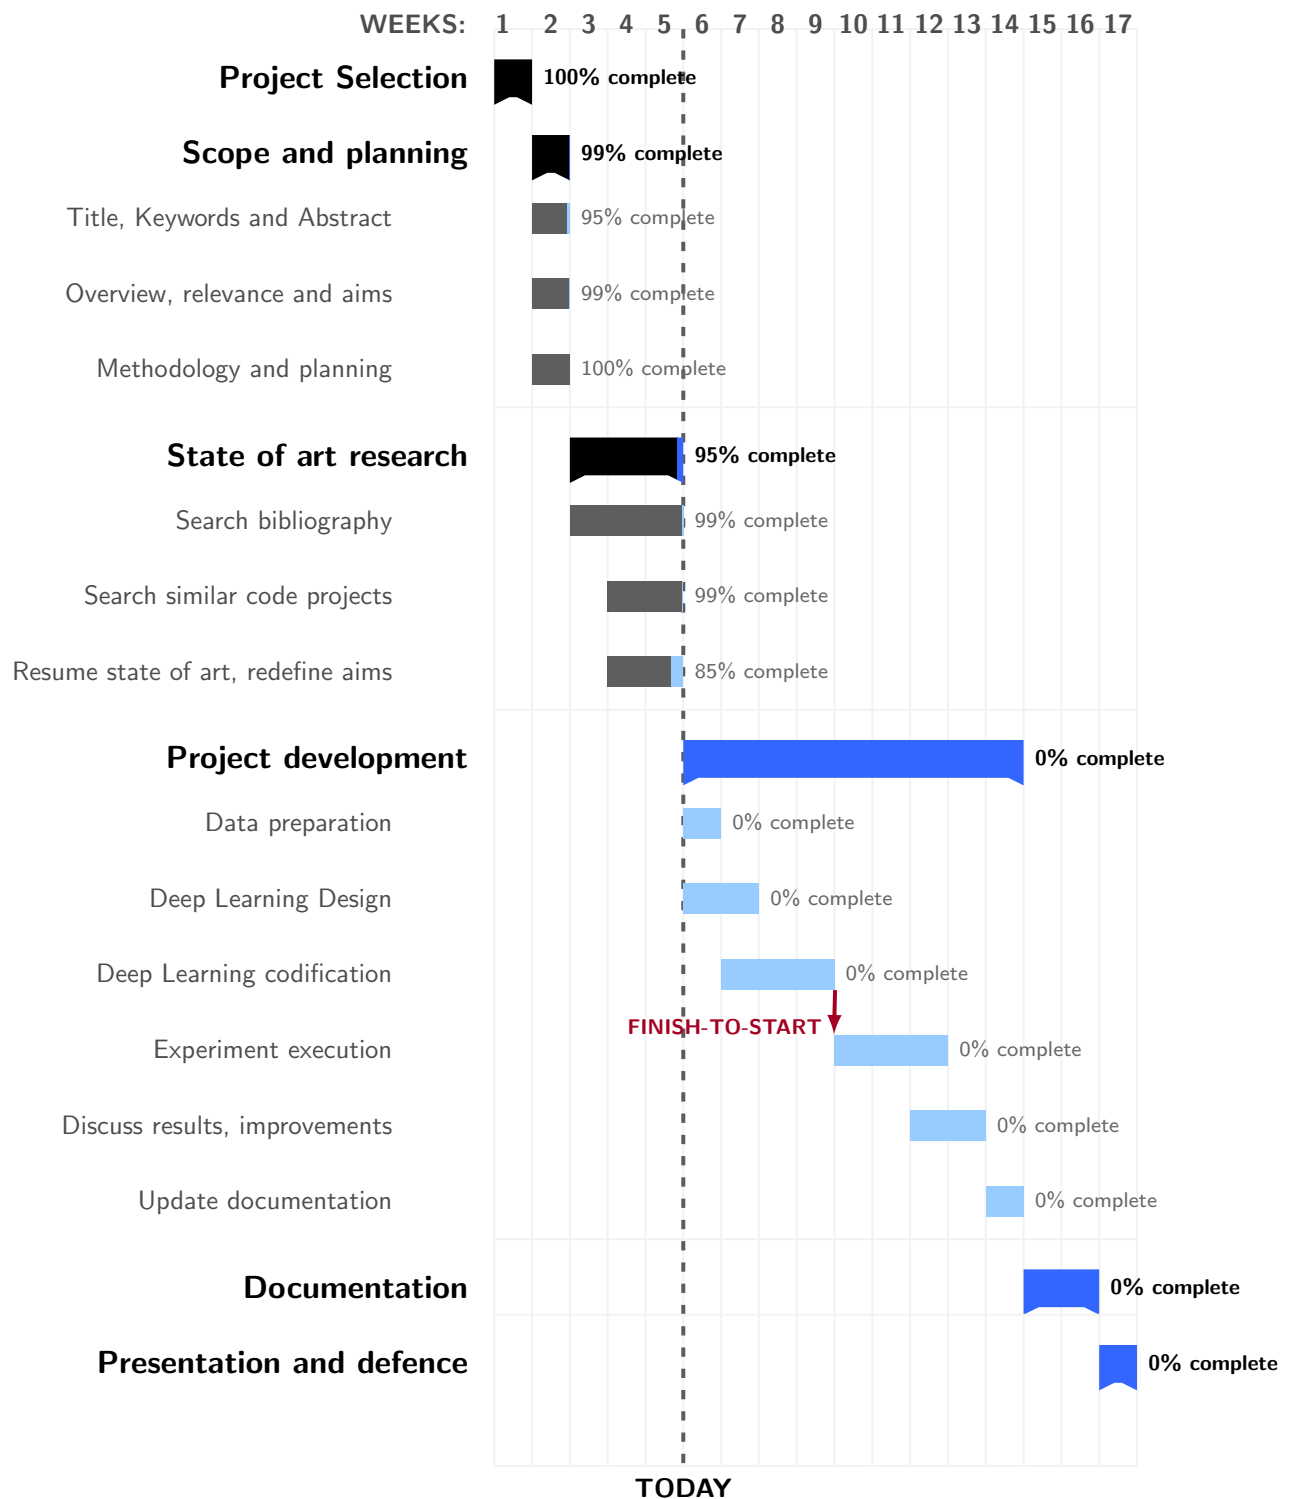 WEEKS: 1 2 3 4 5 6 7 8 9 10 11 12 13 14 15 16 17
Project Selection 100% complete
Scope and planning 99% complete
Title, Keywords and Abstract 95% complete
Overview, relevance and aims 99% complete
Methodology and planning 100% complete
State of art research 95% complete
Search bibliography 99% complete
Search similar code projects 99% complete
Resume state of art, redefine aims 85% complete
Project development 0% complete
Data preparation 0% complete
Deep Learning Design 0% complete
Deep Learning codification 0% complete
FINISH-TO-START
Experiment execution 0% complete
Discuss results, improvements 0% complete
Update documentation 0% complete
Documentation 0% complete
Presentation and defence 0% complete
TODAY